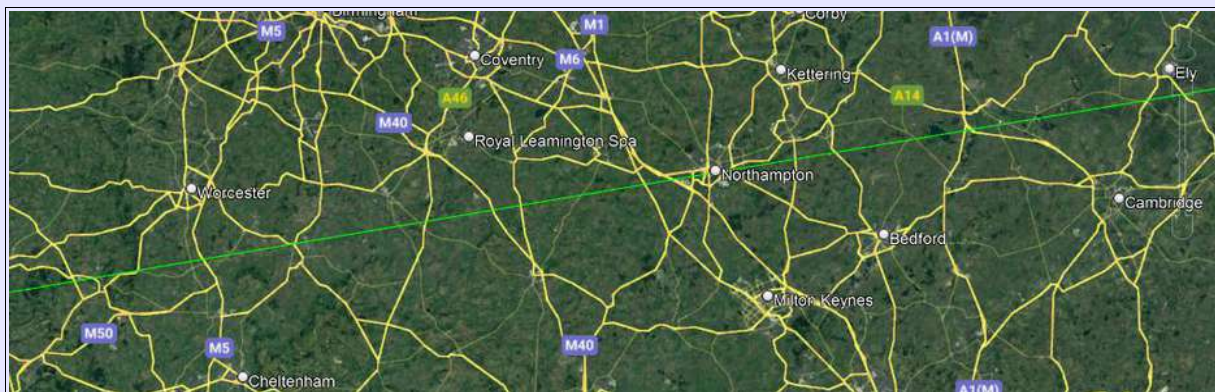 Birmingham
Corby
M5
M1
A1(M)
Coventry
M6
Kettering
Ely
A46
A14
M40
Royal Leamington Spa
Northampton
Worcester
Cambridge
Bedford
Milton Keynes
M50
M5
M40
Cheltenham
A1(M)